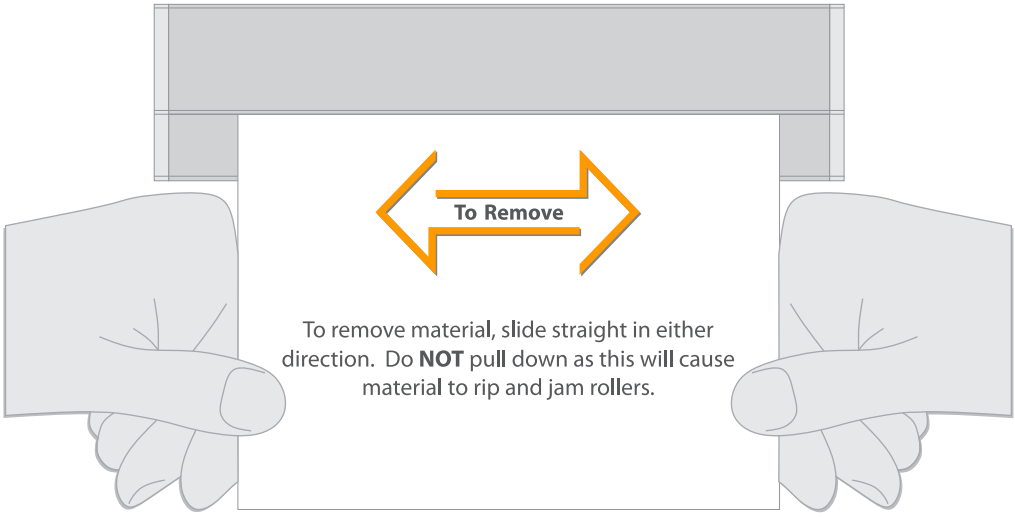 To Remove
To remove material, slide straight in either
direction. Do NOT pull down as this will cause
material to rip and jam rollers.